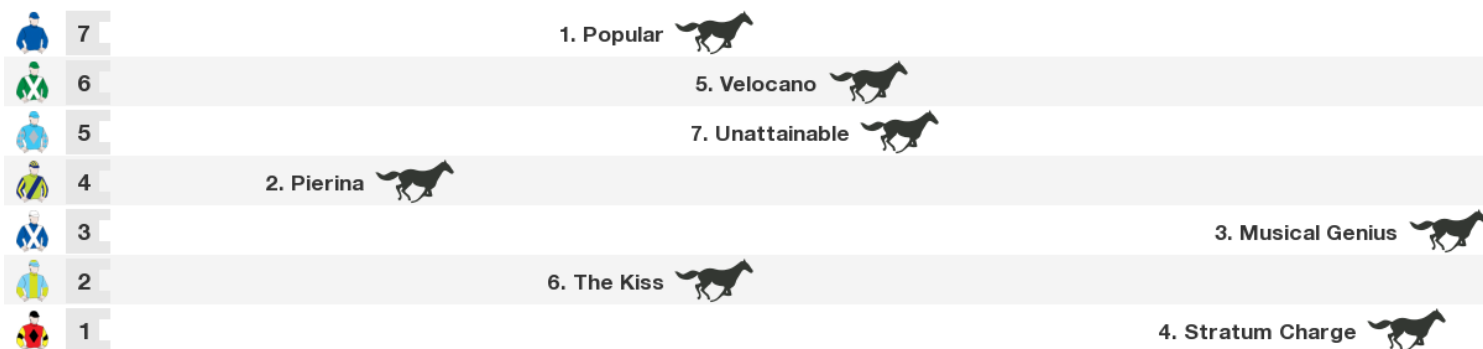 7 1. Popular
6 5. Velocano
5 7. Unattainable
4 2. Pierina
3 3. Musical Genius
2 6. The Kiss
1 4. Stratum Charge